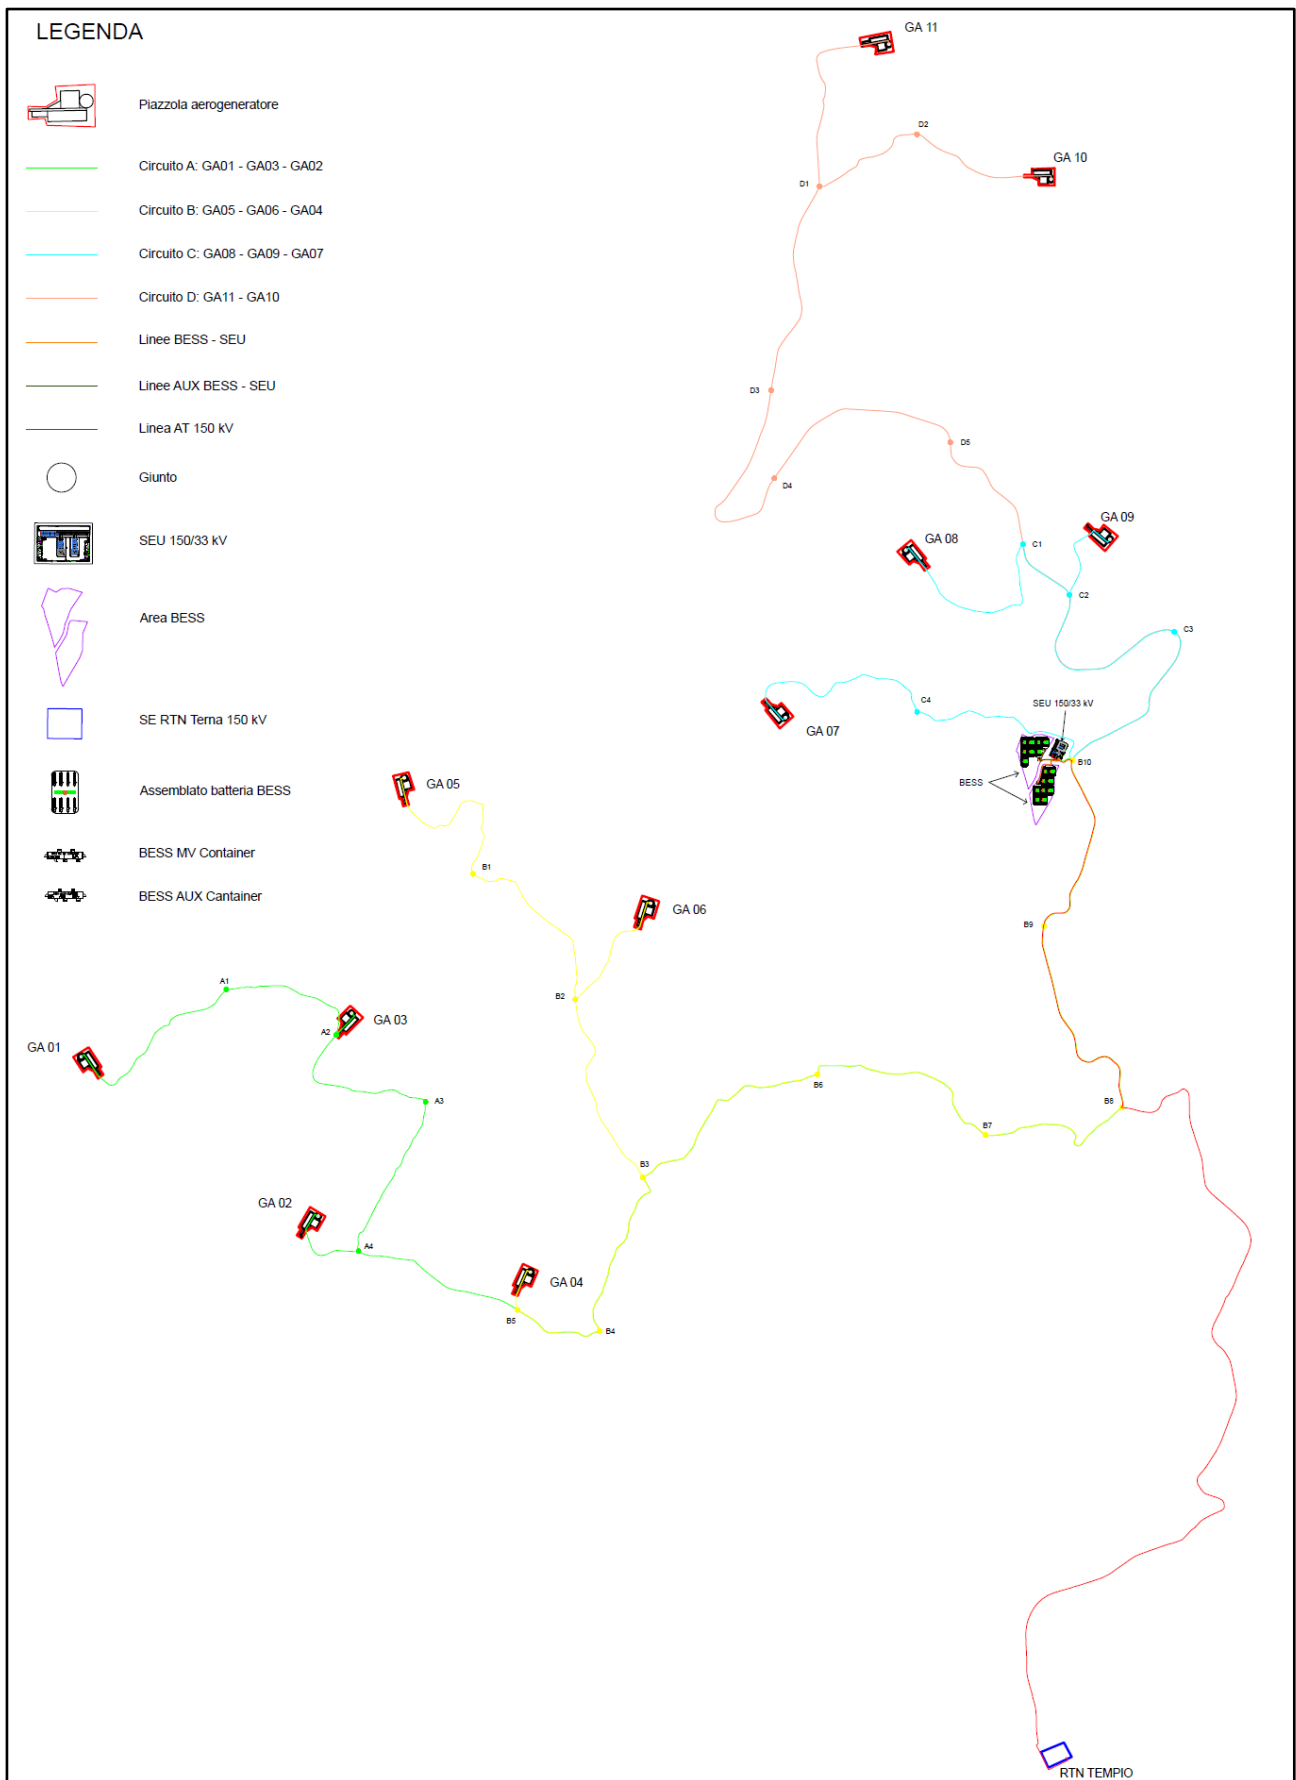 LEGENDA
Piazzola aerogeneratore
Circuito A: GA01 - GA03 - GA02
Circuito B: GA05 - GA06 - GA04
Circuito C: GA08 - GA09 - GA07
Circuito D: GA11 - GA10
Linee BESS - SEU
Linee AUX BESS - SEU
Linea AT 150 kV
Giunto
SEU 150/33 kV
Area BESS
SE RTN Terna 150 kV
Assemblato batteria BESS
BESS MV Container
BESS AUX Cantainer
GA 11
D2
GA 10
D1
D3
D5
D4
GA 09
GA 08
C1
C2
C3
C4
SEU 150/33 kV
GA 07
B10
BESS
GA 05
B1
GA 06
B9
A1
B2
GA 03
A2
GA 01
B6
A3
B8
B7
B3
GA 02
A4
GA 04
B5
B4
RTN TEMPIO